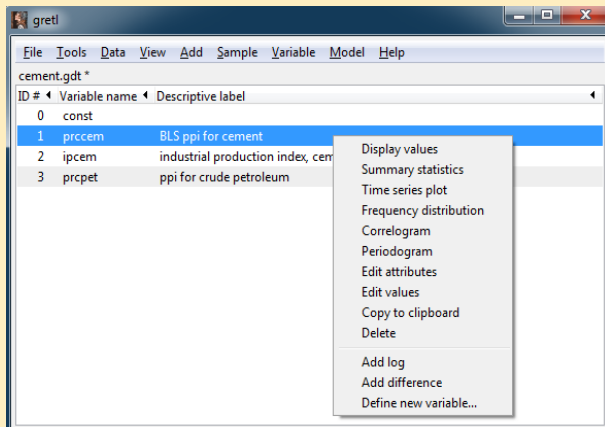 gretl
File Tools Data View Add Sample Variable Model Help
cement.gdt *
ID # Variable name Descriptive label
0 const
1 prccem BLS ppi for cement
2 ipcem industrial production index, cem
3 prcpet ppi for crude petroleum
Display values
Summary statistics
Time series plot
Frequency distribution
Correlogram
Periodogram
Edit attributes
Edit values
Copy to clipboard
Delete
Add log
Add difference
Define new variable...